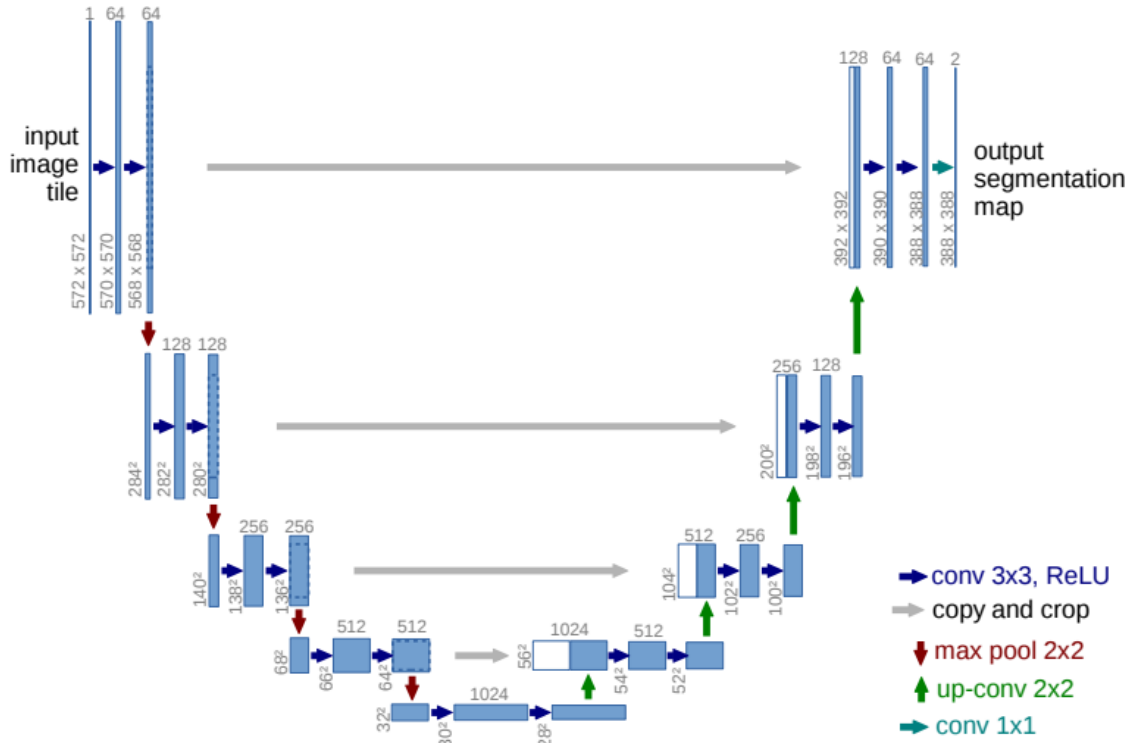 1
64
64
input
image
tile
572 x 572
570 x 570
568 x 568
128
64
64
2
output
segmentation
map
392 x 392
390 x 390
388 x 388
388 x 388
128
128
284²
282²
280²
256
128
200²
198²
196²
256
256
140²
138²
136²
512
256
104²
102²
100²
512
512
68²
66²
64²
1024
512
56²
54²
52²
1024
32²
30²
28²
conv 3x3, ReLU
copy and crop
max pool 2x2
up-conv 2x2
conv 1x1